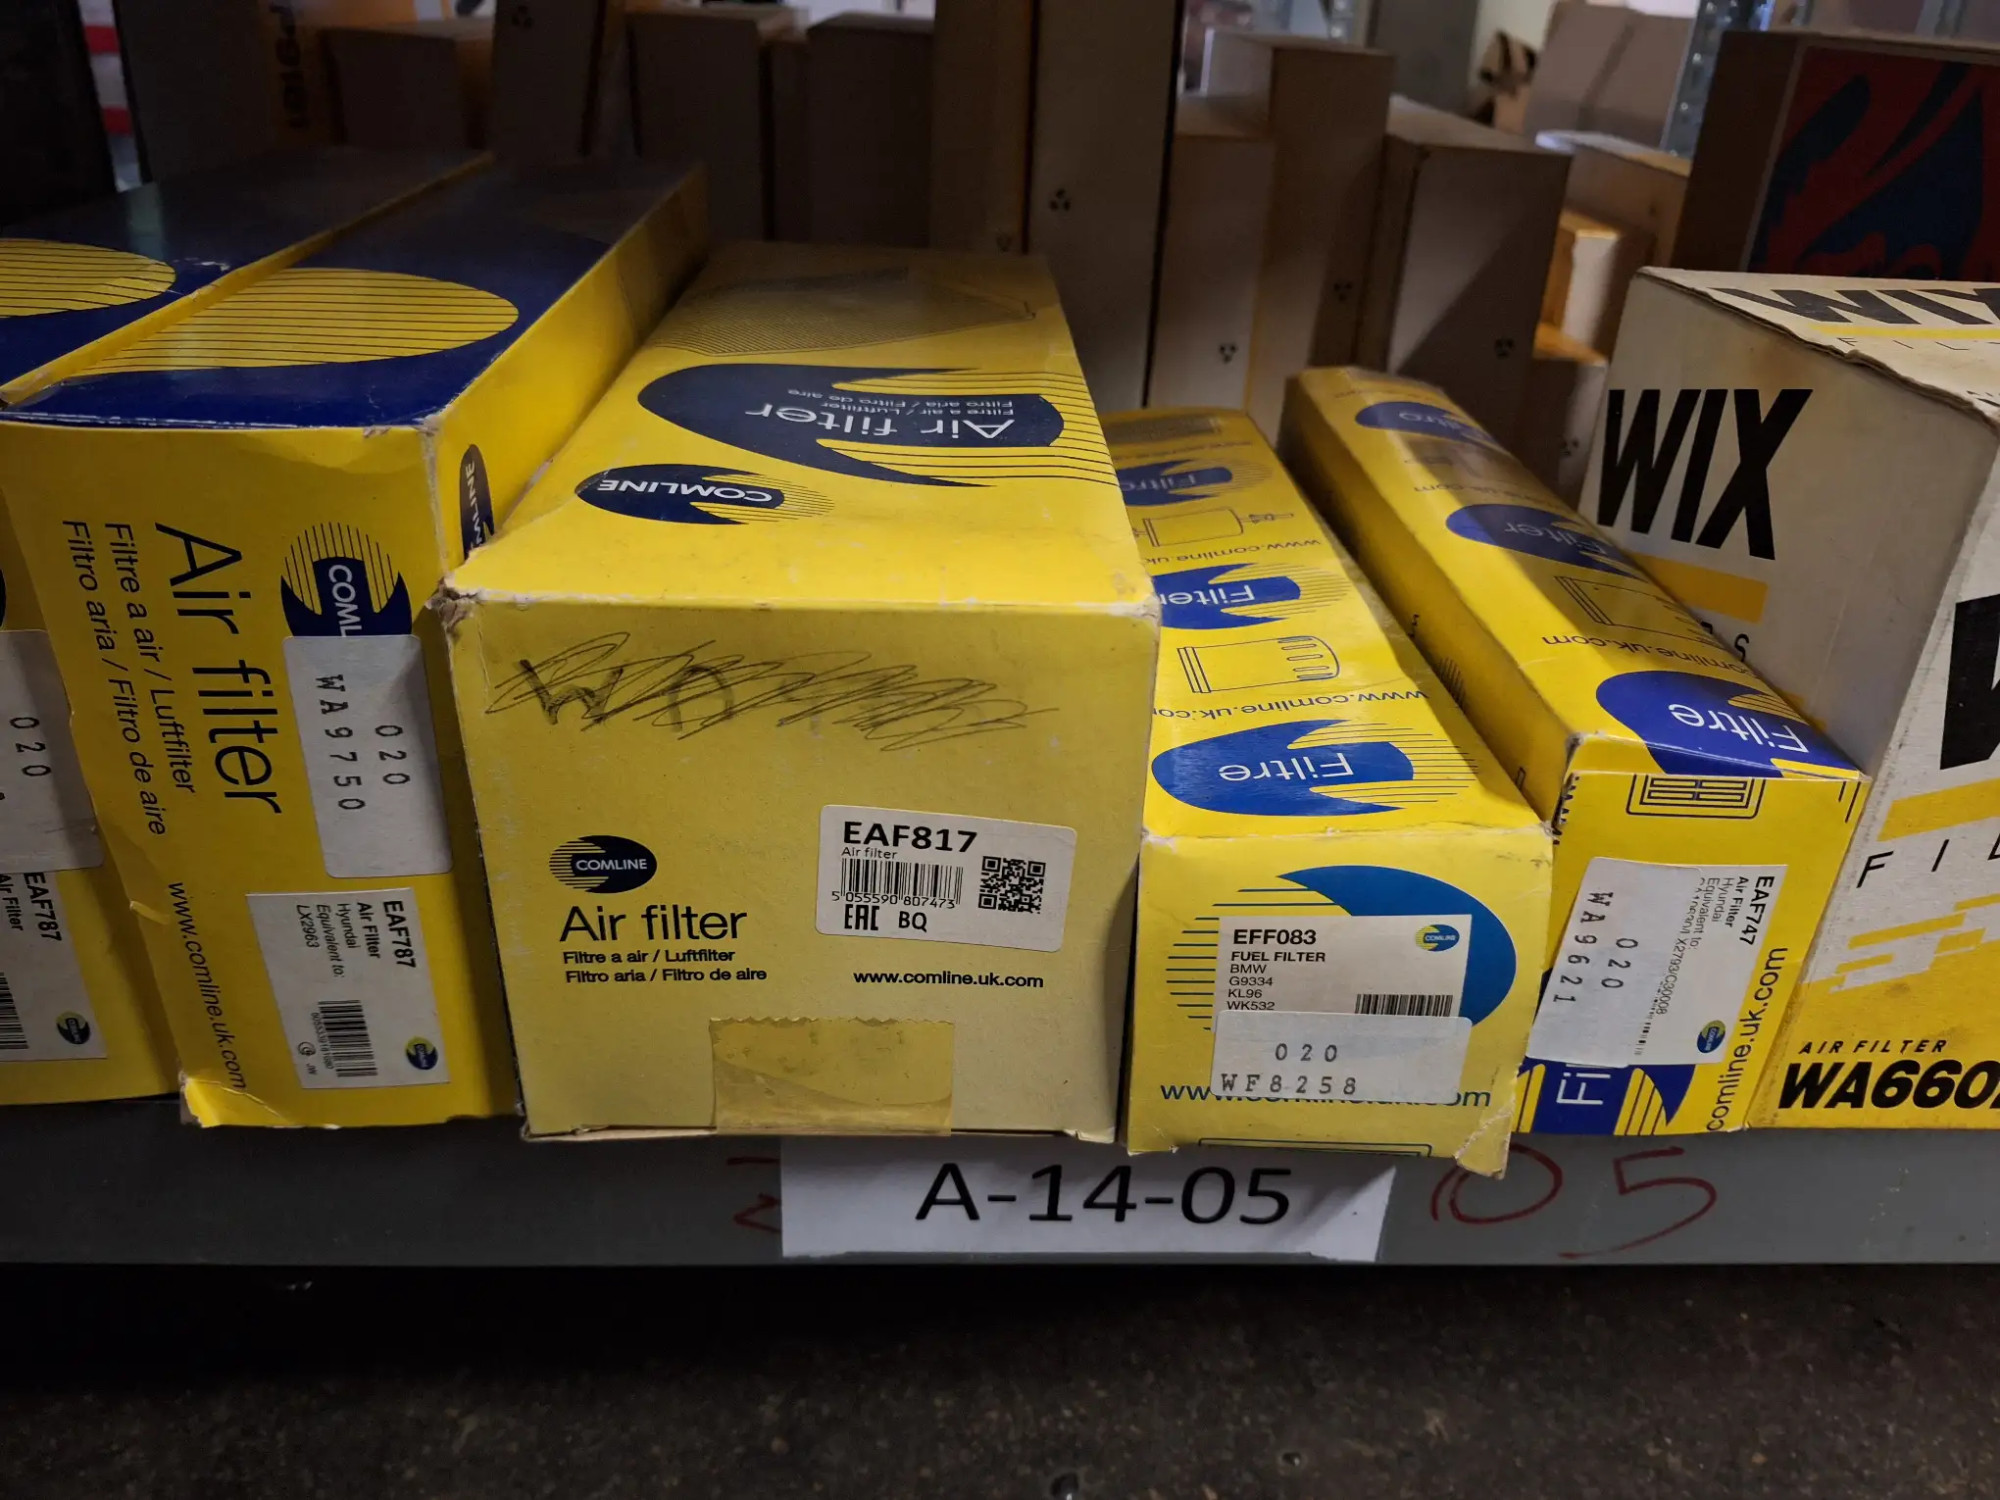 020
EAF787
Air Filter
Air filter
Filtre a air / Luftfilter
Filtro aria / Filtro de aire
www.comline.uk.com
020
WA9750
EAF787
Air Filter
Hyundai
Equivalent to:
LX2963
Air filter
Filtre a air / Luftfilter
Filtro aria / Filtro de aire
COMLINE
COMLINE
Air filter
Filtre a air / Luftfilter
Filtro aria / Filtro de aire
EAF817
Air filter
5 055590 807473
EAC BQ
www.comline.uk.com
Filtro
www.comline.uk.com
Filtre
EFF083
COMLINE
FUEL FILTER
BMW
G9334
KL96
WK532
020
WF8258
Filtro
Filter
Filtre
EAF747
Air Filter
Hyundai
Equivalent to:
020
WA9621
comline.uk.com
WIX
AIR FILTER
A-14-05
05